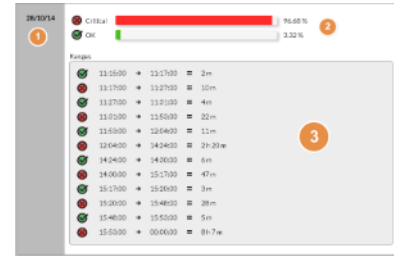 28/10/14
1
Critical 96.68 %
OK 3.32 %
2
Ranges
11:15:00 → 11:17:00 = 2 m
11:17:00 → 11:27:00 = 10 m
11:27:00 → 11:31:00 = 4 m
11:31:00 → 11:53:00 = 22 m
11:53:00 → 12:04:00 = 11 m
12:04:00 → 14:24:00 = 2 h 20 m
14:24:00 → 14:30:00 = 6 m
14:30:00 → 15:17:00 = 47 m
15:17:00 → 15:20:00 = 3 m
15:20:00 → 15:48:00 = 28 m
15:48:00 → 15:53:00 = 5 m
15:53:00 → 00:00:00 = 8 h 7 m
3